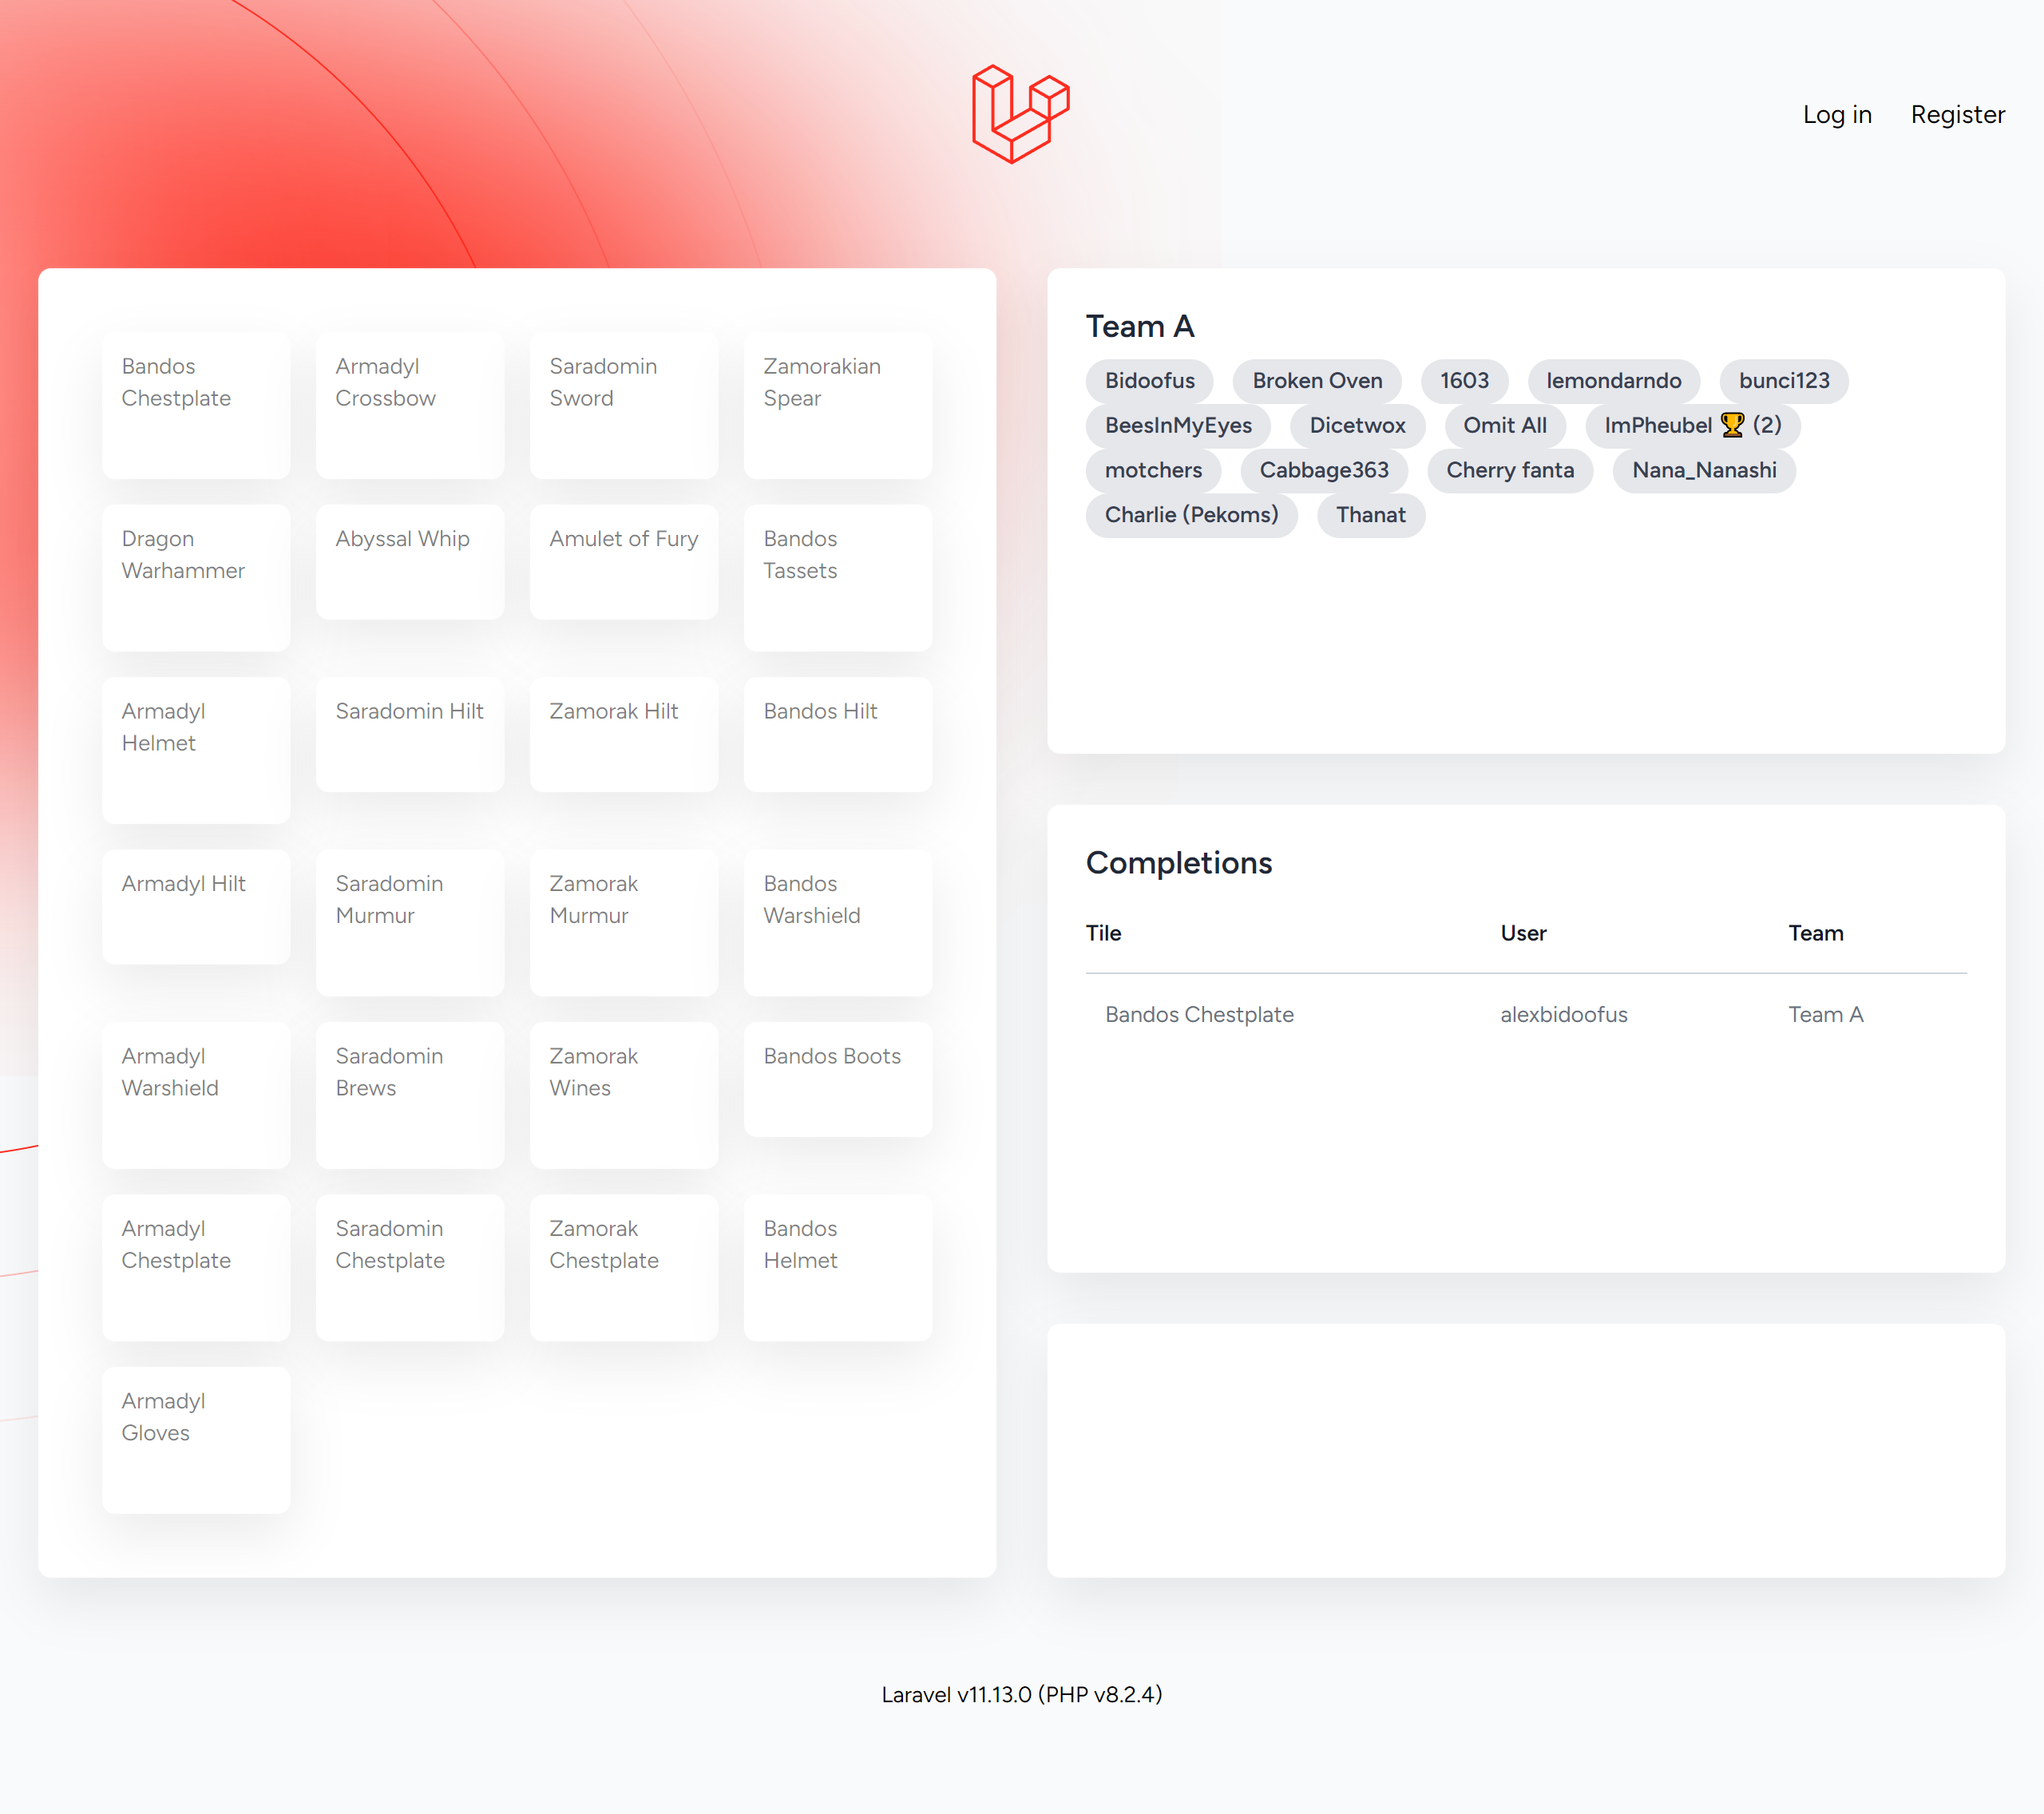 Log in Register
Bandos
Chestplate
Armadyl
Crossbow
Saradomin
Sword
Zamorakian
Spear
Dragon
Warhammer
Abyssal Whip
Amulet of Fury
Bandos
Tassets
Armadyl
Helmet
Saradomin Hilt
Zamorak Hilt
Bandos Hilt
Armadyl Hilt
Saradomin
Murmur
Zamorak
Murmur
Bandos
Warshield
Armadyl
Warshield
Saradomin
Brews
Zamorak
Wines
Bandos Boots
Armadyl
Chestplate
Saradomin
Chestplate
Zamorak
Chestplate
Bandos
Helmet
Armadyl
Gloves
Team A
Bidoofus Broken Oven 1603 lemondarndo bunci123
BeesInMyEyes Dicetwox Omit All ImPheubel 🏆 (2)
motchers Cabbage363 Cherry fanta Nana_Nanashi
Charlie (Pekoms) Thanat
Completions
Tile User Team
Bandos Chestplate alexbidoofus Team A
Laravel v11.13.0 (PHP v8.2.4)